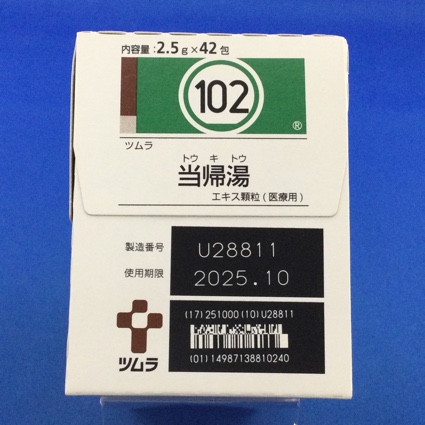 内容量:2.5g×42包
102
®
ツムラ
トウ キ トウ
当帰湯
エキス顆粒(医療用)
製造番号 U28811
使用期限 2025.10
(17)251000(10)U28811
(01)14987138810240
ツムラ